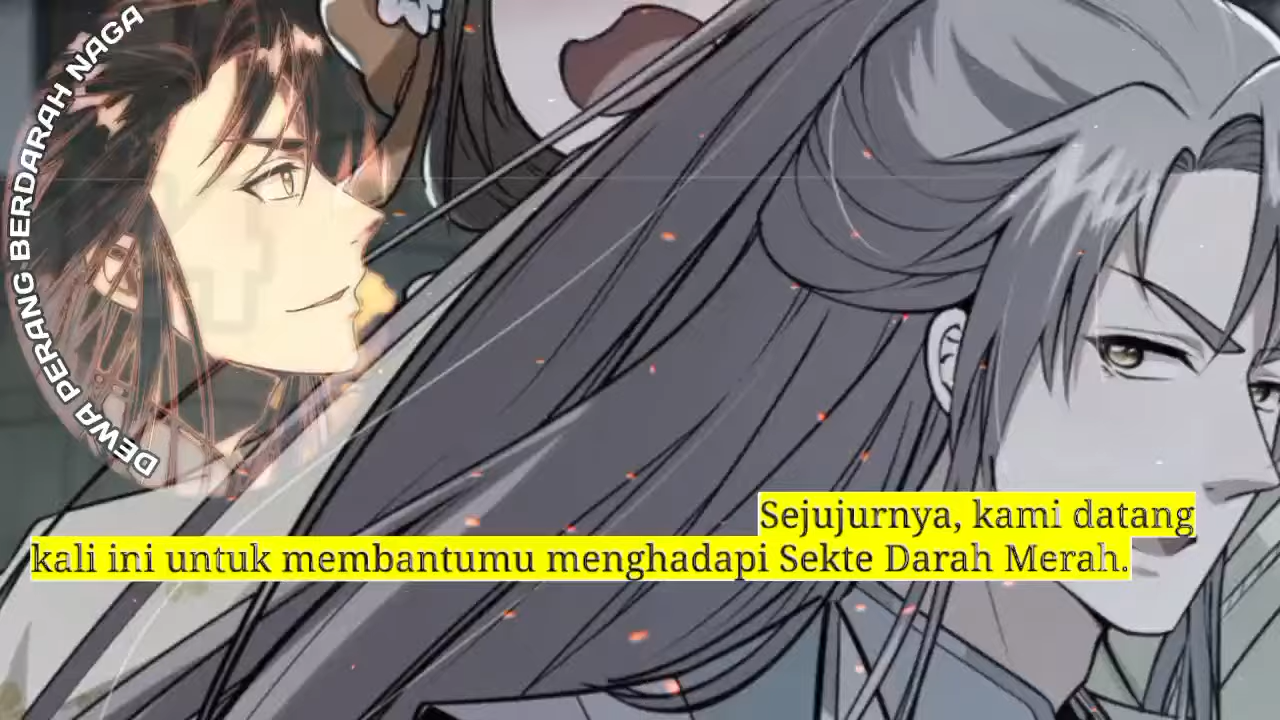 DEWA PERANG BERDARAH NAGA
Sejujurnya, kami datang
kali ini untuk membantumu menghadapi Sekte Darah Merah.